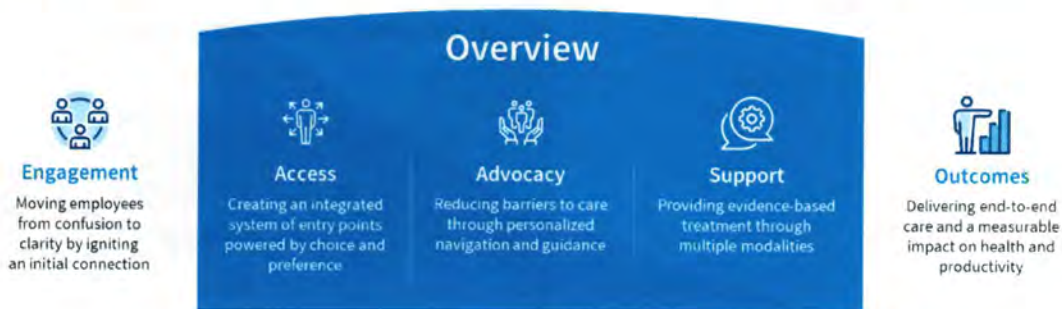 Overview
Engagement
Moving employees
from confusion to
clarity by igniting
an initial connection
Access
Creating an integrated
system of entry points
powered by choice and
preference
Advocacy
Reducing barriers to care
through personalized
navigation and guidance
Support
Providing evidence-based
treatment through
multiple modalities
Outcomes
Delivering end-to-end
care and a measurable
impact on health and
productivity